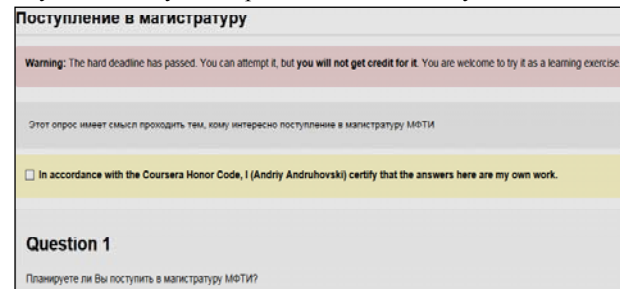 Поступление в магистратуру
Warning: The hard deadline has passed. You can attempt it, but you will not get credit for it. You are welcome to try it as a learning exercise
Этот опрос имеет смысл проходить тем, кому интересно поступление в магистратуру МФТИ
In accordance with the Coursera Honor Code, I (Andriy Andruhovski) certify that the answers here are my own work.
Question 1
Планируете ли Вы поступить в магистратуру МФТИ?